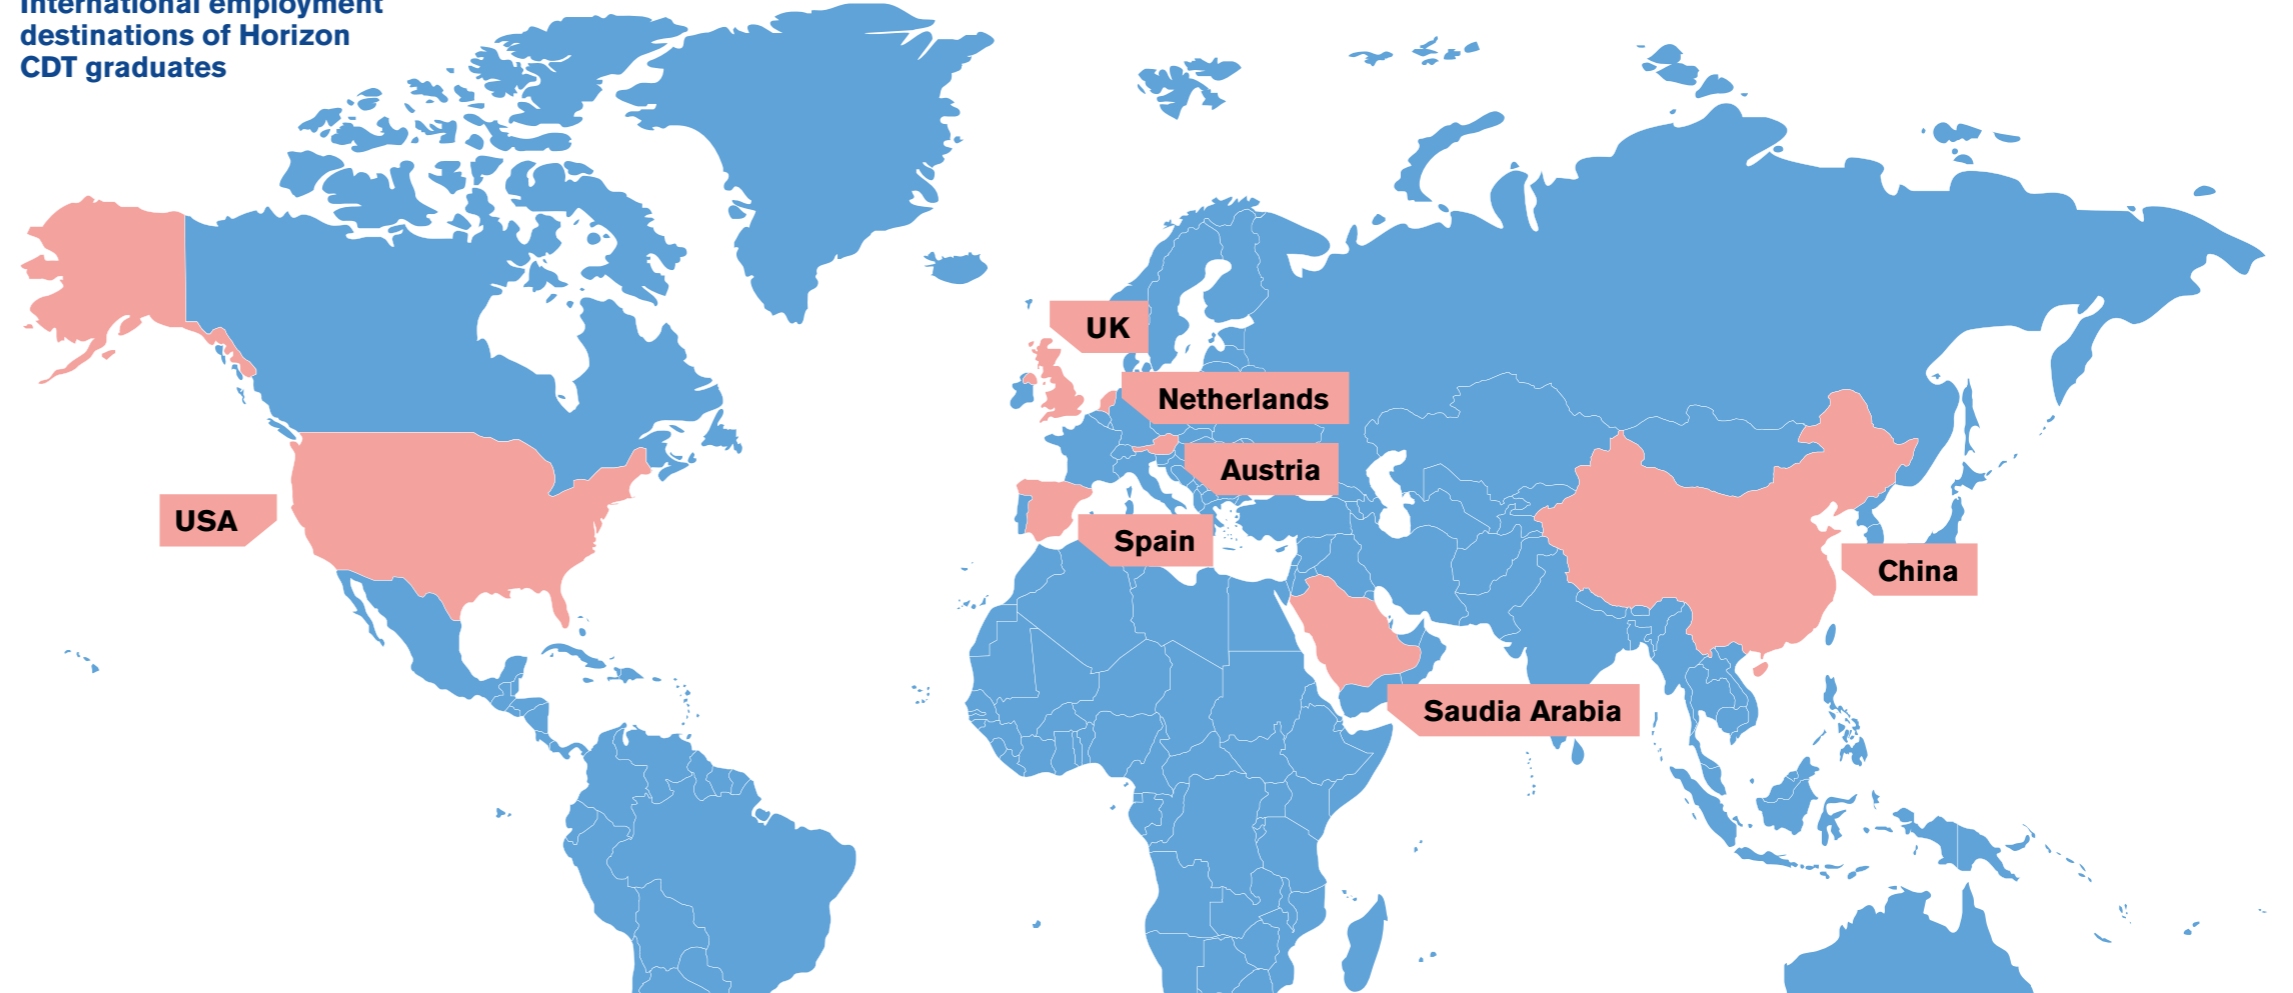 International employment
destinations of Horizon
CDT graduates
UK
Netherlands
Austria
USA
Spain
China
Saudia Arabia